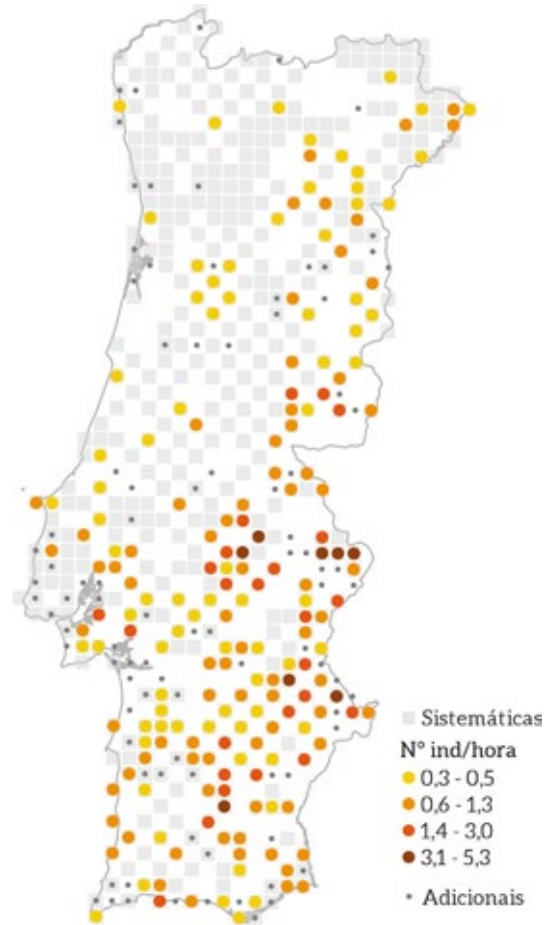 Sistemáticas
Nº ind/hora
0,3 - 0,5
0,6 - 1,3
1,4 - 3,0
3,1 - 5,3
Adicionais